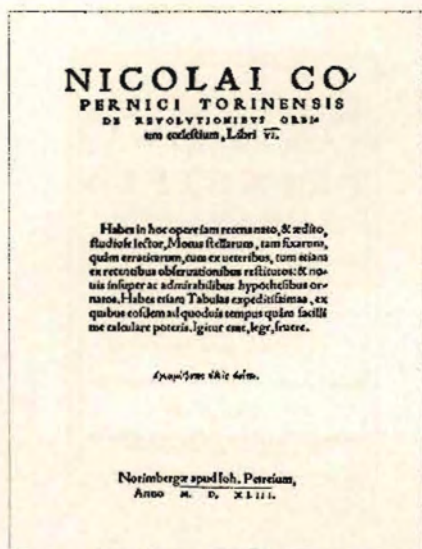 NICOLAI CO
PERNICI TORINENSIS
DE REVOLVTIONIBVS ORBI-
um cœlestium, Libri VI.
Habes in hoc opere iam recens nato, & ædito,
studiose lector, Motus stellarum, tam fixarum,
quàm erraticarum, cum ex ueteribus, tum etiam
ex recentibus obseruationibus restitutos: & no-
uis insuper ac admirabilibus hypothesibus or-
natos. Habes etiam Tabulas expeditissimas, ex
quibus eosdem ad quoduis tempus quàm facilli
me calculare poteris. Igitur eme, lege, fruere.
Norimbergæ apud Ioh. Petreium,
Anno M. D. XLIII.